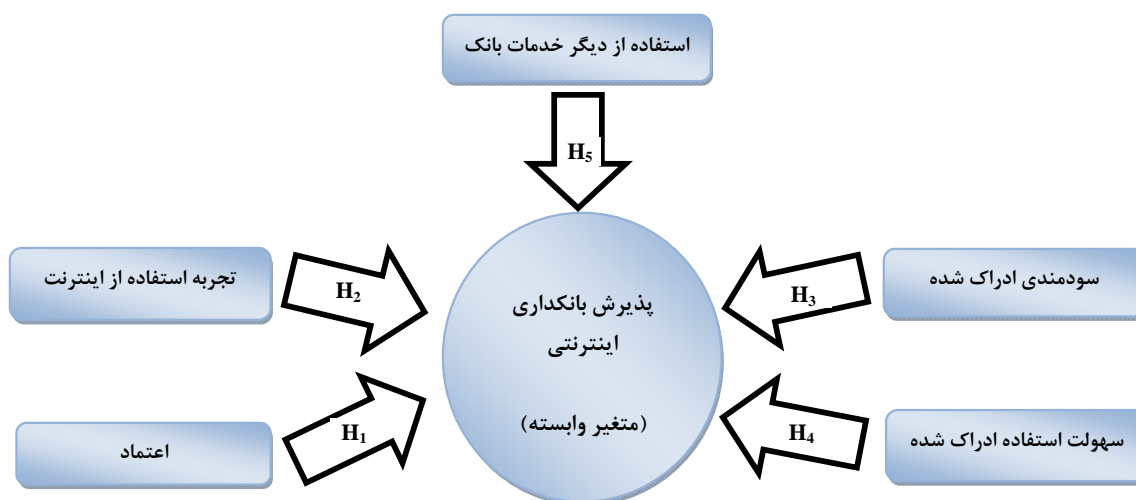 استفاده از دیگر خدمات بانک
H5
تجربه استفاده از اینترنت
H2
سودمندی ادراک شده
H3
پذیرش بانکداری
اینترنتی
(متغیر وابسته)
اعتماد
H1
سهولت استفاده ادراک شده
H4